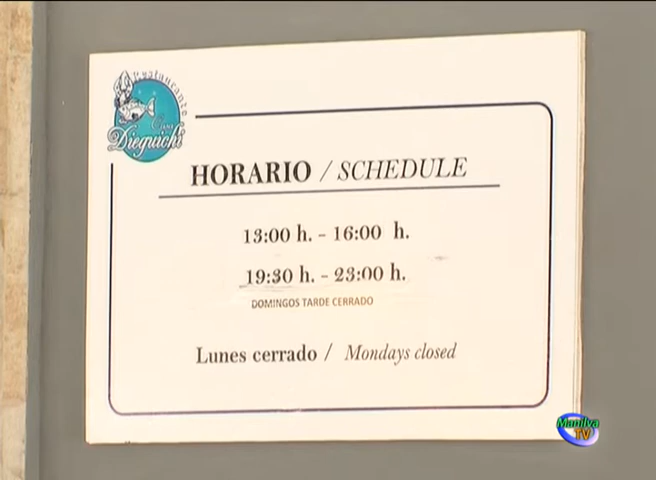 Restaurante
Casa
Dieguichi
HORARIO / SCHEDULE
13:00 h. - 16:00 h.
19:30 h. - 23:00 h.
DOMINGOS TARDE CERRADO
Lunes cerrado / Mondays closed
Manilva
TV